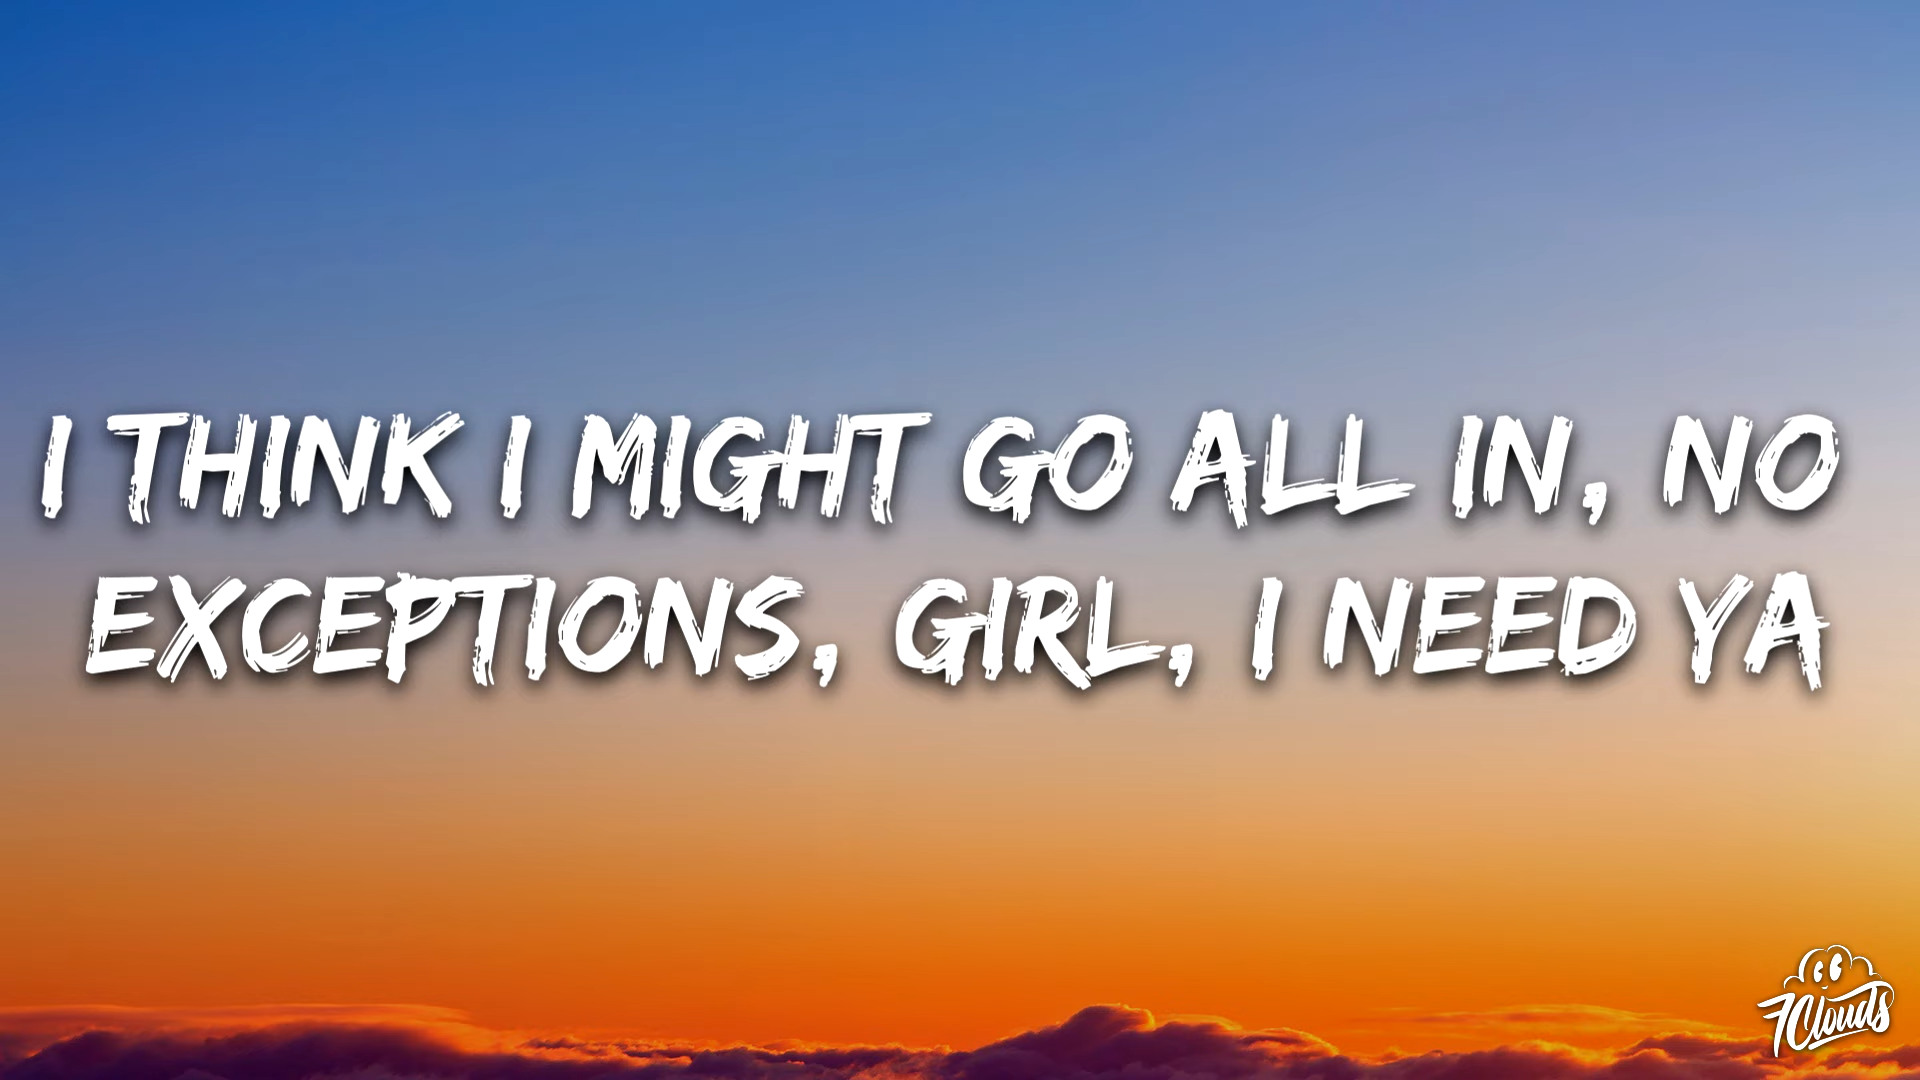 I THINK I MIGHT GO ALL IN, NO
EXCEPTIONS, GIRL, I NEED YA
7Clouds